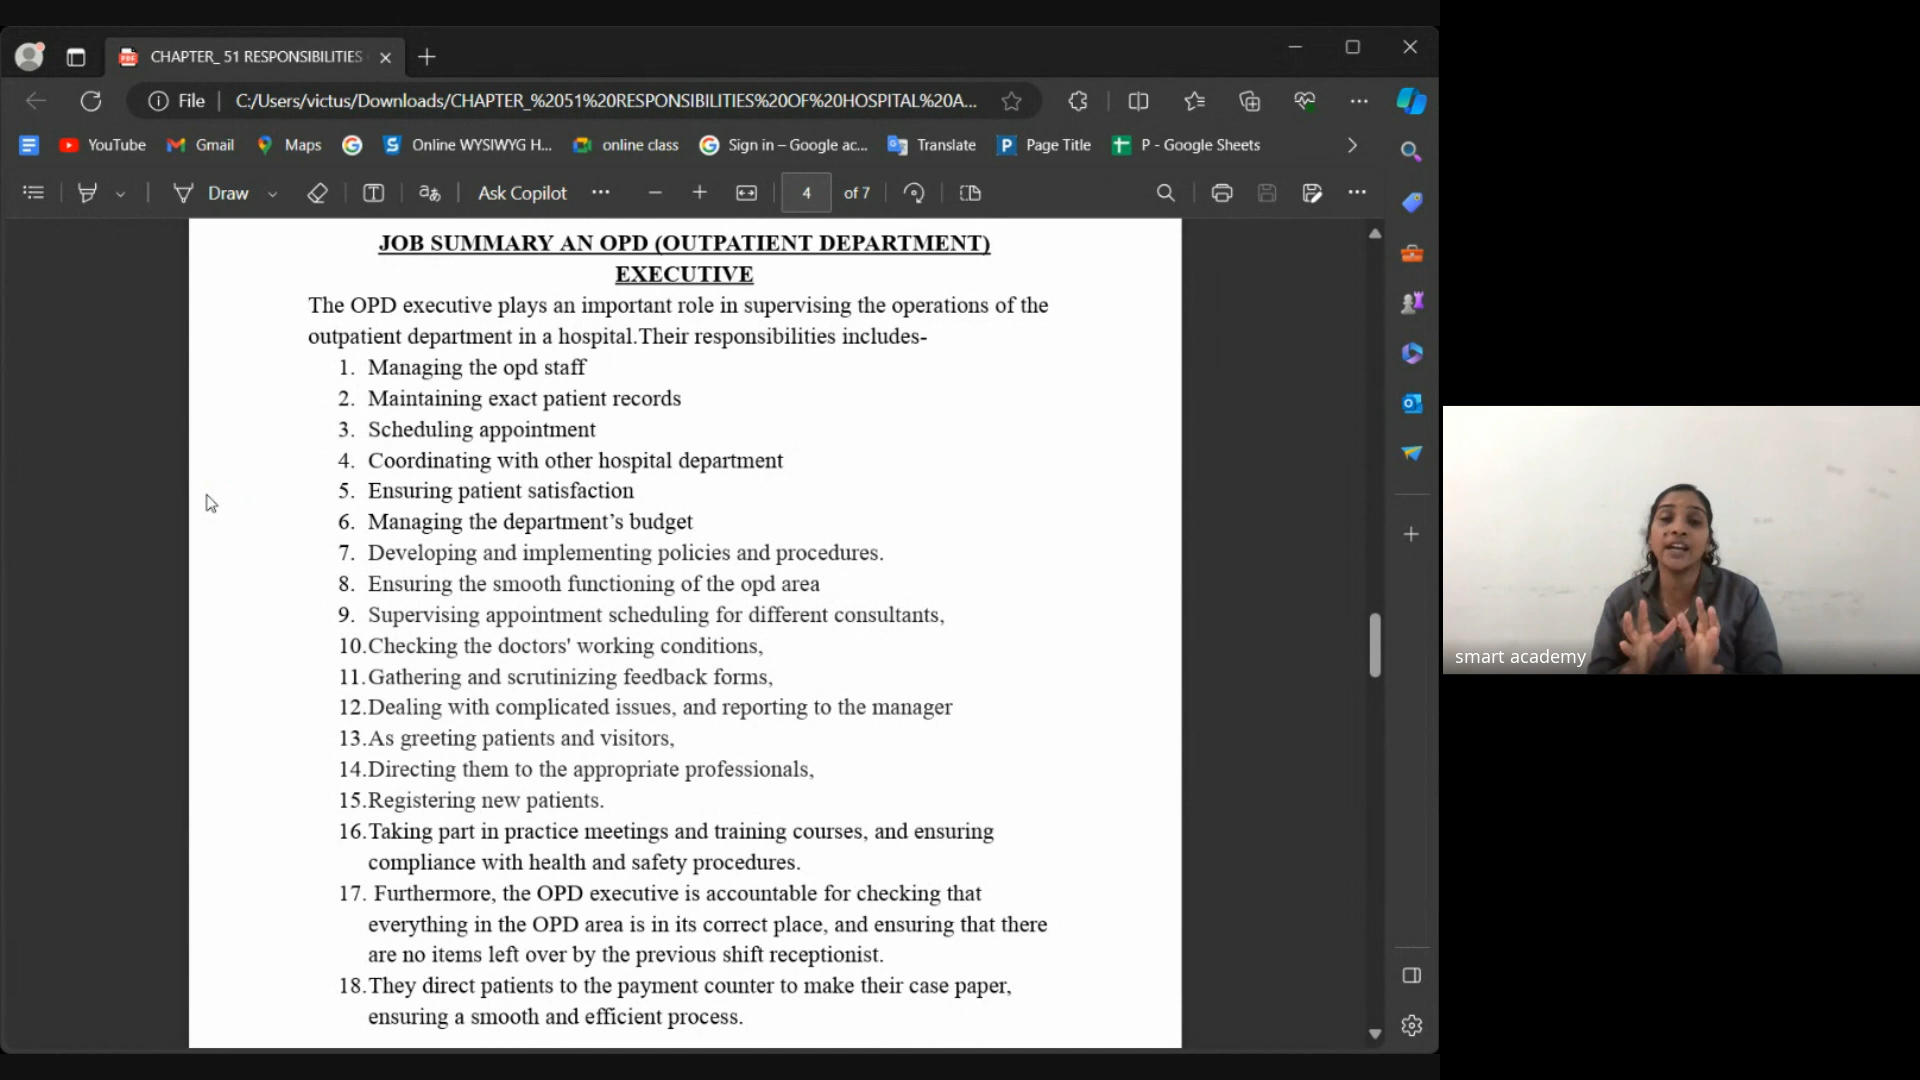 CHAPTER_ 51 RESPONSIBILITIES
File
C:/Users/victus/Downloads/CHAPTER_%2051%20RESPONSIBILITIES%20OF%20HOSPITAL%20A...
YouTube
Gmail
Maps
Online WYSIWYG H...
online class
Sign in – Google ac...
Translate
Page Title
P - Google Sheets
Draw
Ask Copilot
4 of 7
JOB SUMMARY AN OPD (OUTPATIENT DEPARTMENT)
EXECUTIVE
The OPD executive plays an important role in supervising the operations of the
outpatient department in a hospital.Their responsibilities includes-
1. Managing the opd staff
2. Maintaining exact patient records
3. Scheduling appointment
4. Coordinating with other hospital department
5. Ensuring patient satisfaction
6. Managing the department’s budget
7. Developing and implementing policies and procedures.
8. Ensuring the smooth functioning of the opd area
9. Supervising appointment scheduling for different consultants,
10.Checking the doctors' working conditions,
11.Gathering and scrutinizing feedback forms,
12.Dealing with complicated issues, and reporting to the manager
13.As greeting patients and visitors,
14.Directing them to the appropriate professionals,
15.Registering new patients.
16.Taking part in practice meetings and training courses, and ensuring
compliance with health and safety procedures.
17. Furthermore, the OPD executive is accountable for checking that
everything in the OPD area is in its correct place, and ensuring that there
are no items left over by the previous shift receptionist.
18.They direct patients to the payment counter to make their case paper,
ensuring a smooth and efficient process.
smart academy